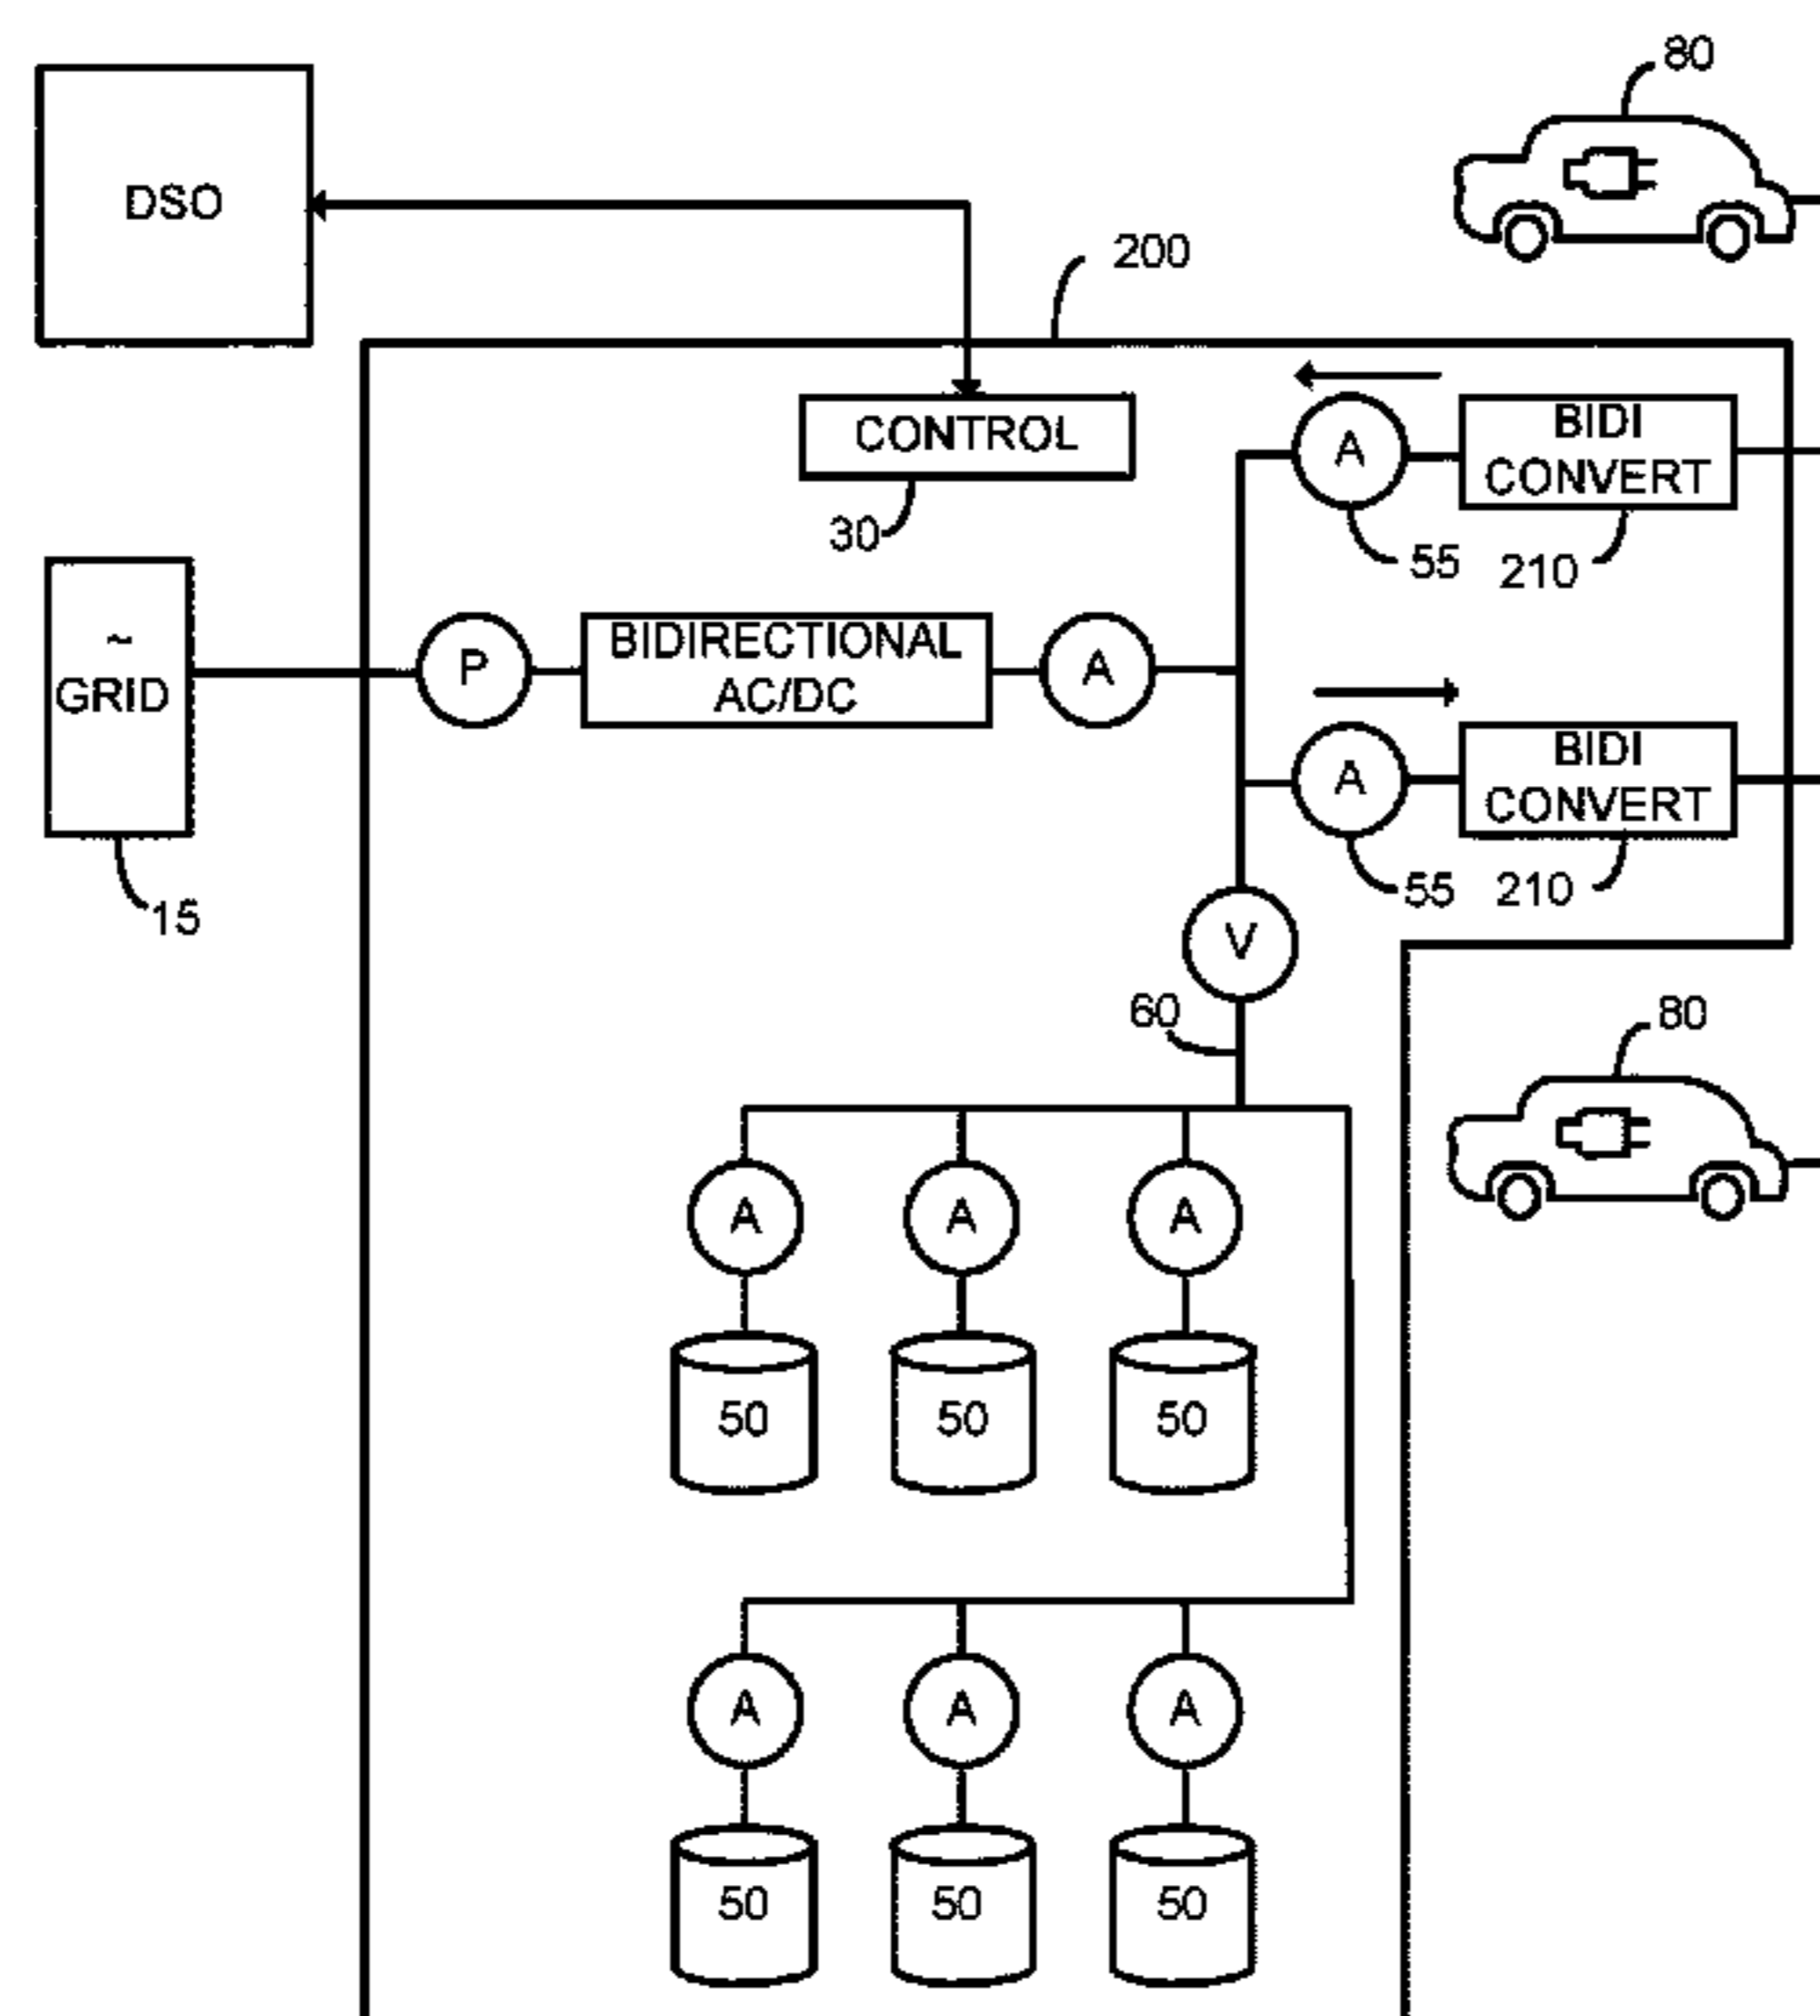 80
DSO
200
CONTROL
BIDI
CONVERT
30
55
210
~
GRID
P
BIDIRECTIONAL
AC/DC
A
A
BIDI
CONVERT
A
55
210
15
V
60
80
A
A
A
50
50
50
A
A
A
50
50
50